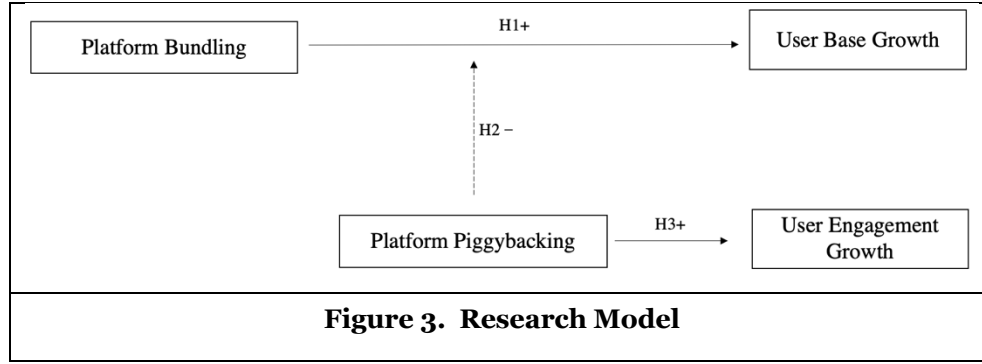 H1+
Platform Bundling
User Base Growth
H2 −
Platform Piggybacking
H3+
User Engagement
Growth
Figure 3. Research Model